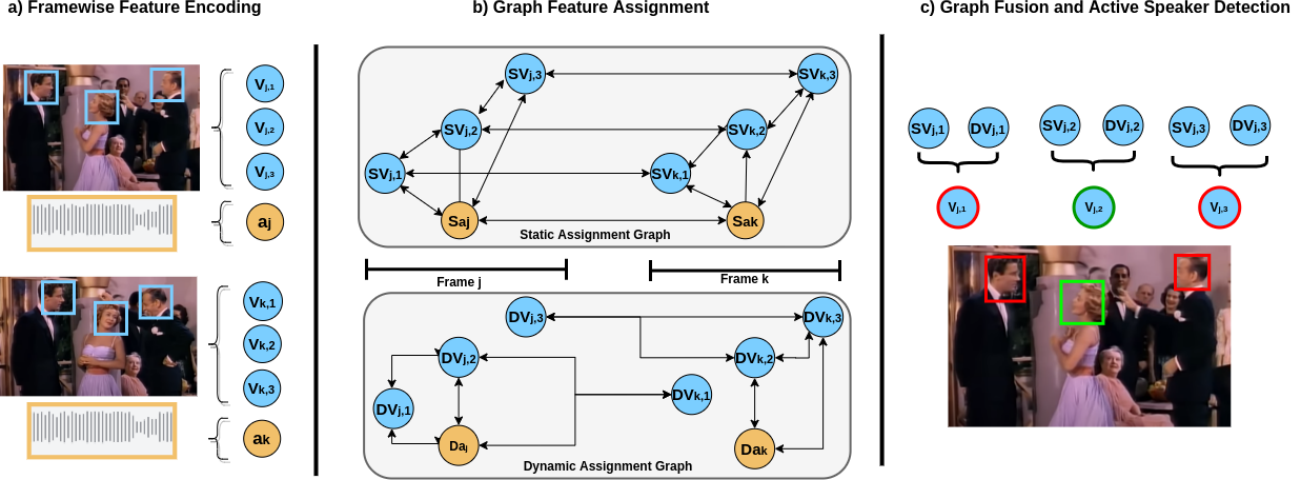 a) Framewise Feature Encoding
b) Graph Feature Assignment
c) Graph Fusion and Active Speaker Detection
Vj,1
Vj,2
Vj,3
aj
Vk,1
Vk,2
Vk,3
ak
SVj,3
SVk,3
SVj,2
SVk,2
SVj,1
SVk,1
Saj
Sak
Static Assignment Graph
Frame j
Frame k
DVj,3
DVk,3
DVj,2
DVk,2
DVj,1
DVk,1
Daj
Dak
Dynamic Assignment Graph
SVj,1
DVj,1
SVj,2
DVj,2
SVj,3
DVj,3
Vj,1
Vj,2
Vj,3